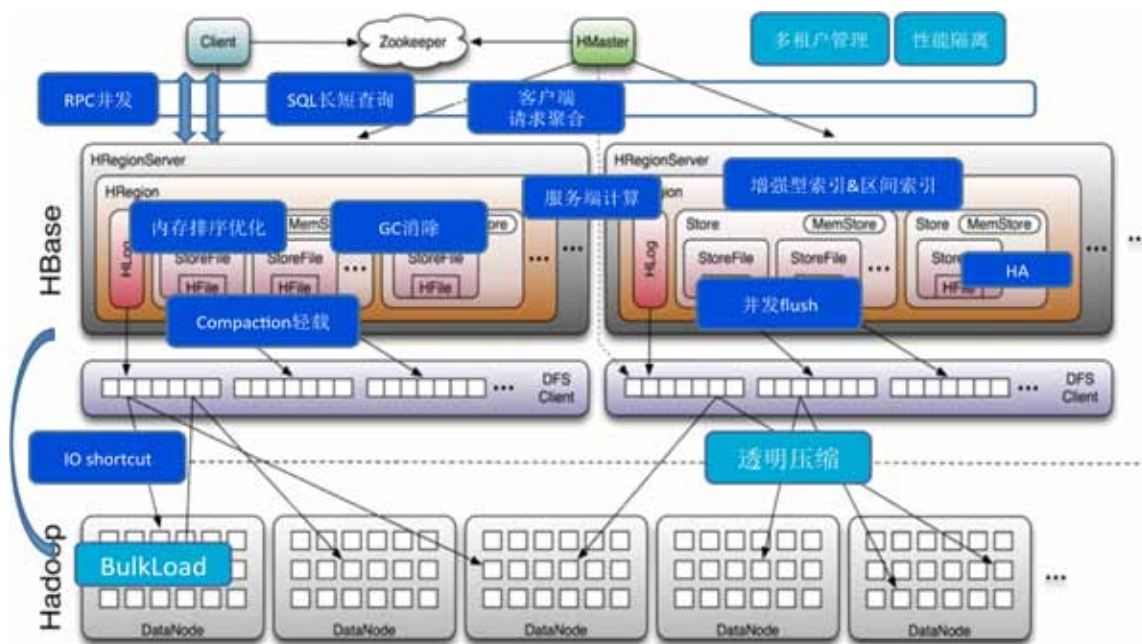 Client
Zookeeper
HMaster
多租户管理
性能隔离
RPC并发
SQL长短查询
客户端
请求聚合
HBase
HRegionServer
HRegion
HLog
内存排序优化
MemStore
GC消除
Store
StoreFile
StoreFile
StoreFile
HFile
HFile
HFile
...
...
Compaction轻载
服务端计算
HRegionServer
增强型索引&区间索引
HLog
Store
MemStore
Store
MemStore
StoreFile
StoreFile
...
HFile
HA
并发flush
...
...
...
DFS
Client
...
DFS
Client
IO shortcut
透明压缩
Hadoop
BulkLoad
DataNode
DataNode
DataNode
DataNode
DataNode
...